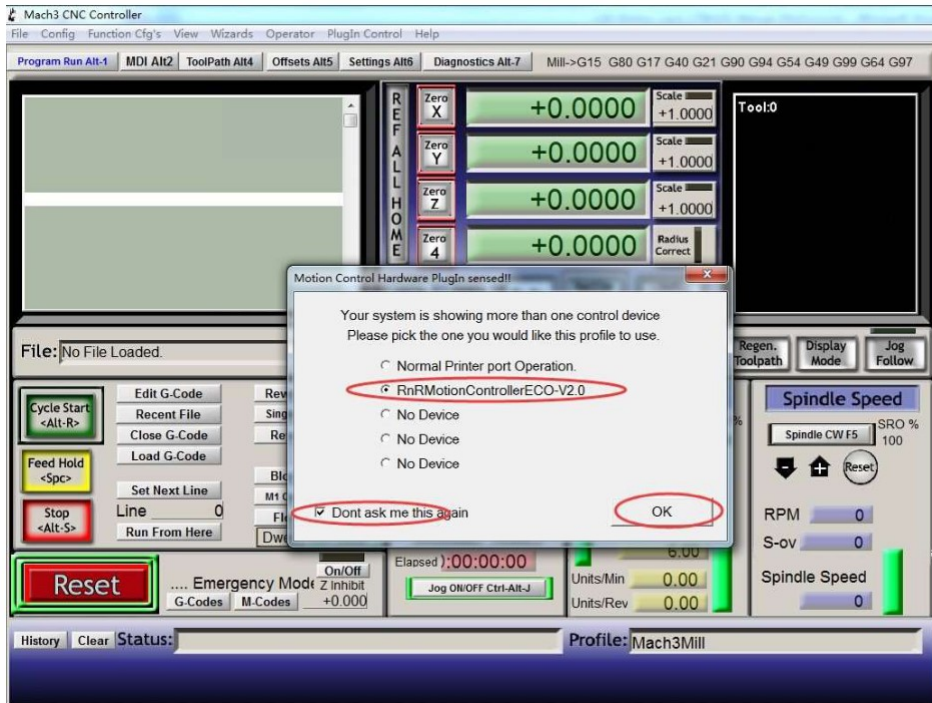 Mach3 CNC Controller
File Config Function Cfg's View Wizards Operator PlugIn Control Help
Program Run Alt-1 MDI Alt2 ToolPath Alt4 Offsets Alt5 Settings Alt6 Diagnostics Alt-7 Mill->G15 G80 G17 G40 G21 G90 G94 G54 G49 G99 G64 G97
REF ALL HOME
Zero X +0.0000 Scale +1.0000
Zero Y +0.0000 Scale +1.0000
Zero Z +0.0000 Scale +1.0000
Zero 4 +0.0000 Radius Correct
Tool:0
Motion Control Hardware PlugIn sensed!!
Your system is showing more than one control device
Please pick the one you would like this profile to use.
Normal Printer port Operation.
RnRMotionControllerECO-V2.0
No Device
No Device
No Device
Dont ask me this again
OK
File: No File Loaded.
Regen. Toolpath
Display Mode
Jog Follow
Cycle Start
<Alt-R>
Feed Hold
<Spc>
Stop
<Alt-S>
Edit G-Code
Recent File
Close G-Code
Load G-Code
Set Next Line
Line 0
Run From Here
Spindle Speed
Spindle CW F5
SRO %
100
Reset
RPM 0
S-ov 0
Spindle Speed
0
Reset
.... Emergency Mode
G-Codes M-Codes
On/Off
Z Inhibit
+0.000
Elapsed ):00:00:00
Jog ON/OFF Ctrl-Alt-J
6.00
Units/Min 0.00
Units/Rev 0.00
History Clear Status:
Profile: Mach3Mill